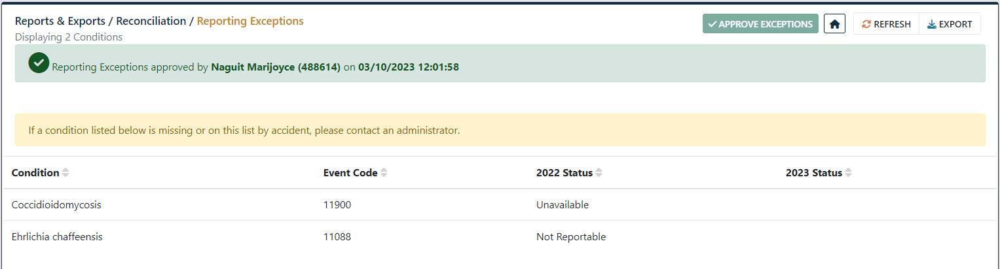 Reports & Exports / Reconciliation / Reporting Exceptions
APPROVE EXCEPTIONS
REFRESH
EXPORT
Displaying 2 Conditions
Reporting Exceptions approved by Naguit Marijoyce (488614) on 03/10/2023 12:01:58
If a condition listed below is missing or on this list by accident, please contact an administrator.
Condition Event Code 2022 Status 2023 Status
Coccidioidomycosis 11900 Unavailable
Ehrlichia chaffeensis 11088 Not Reportable